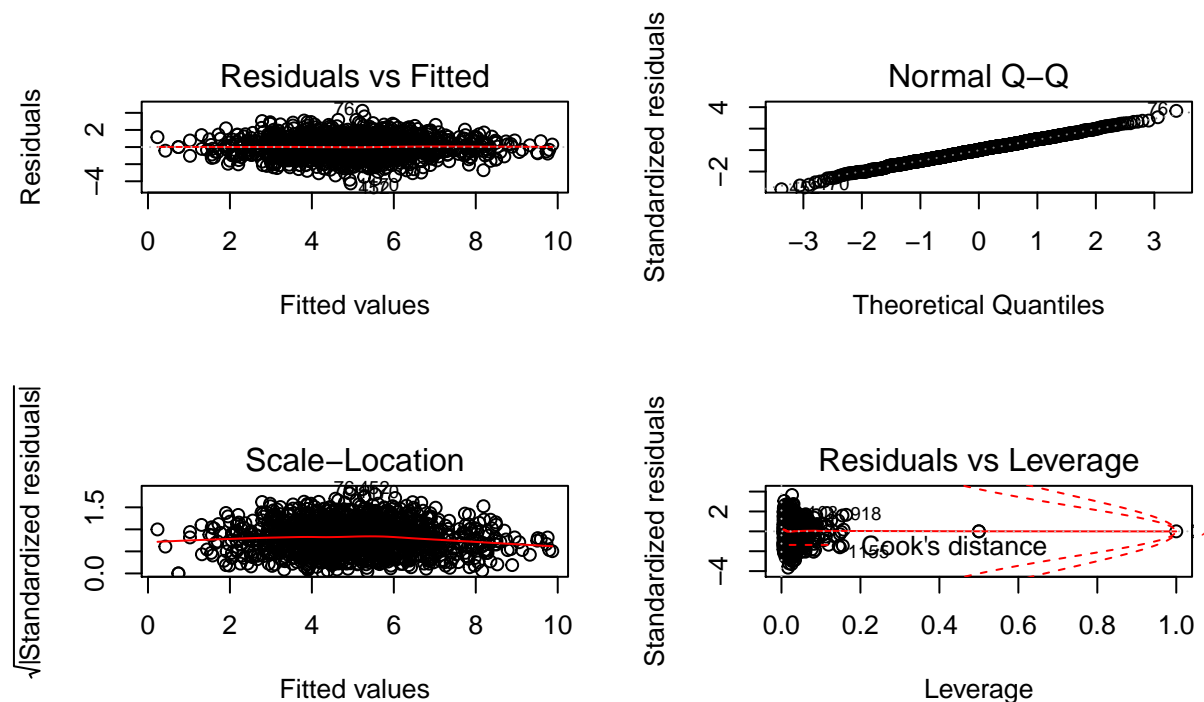 Residuals vs Fitted
Residuals
2
−4
76
0 2 4 6 8 10
Fitted values
Normal Q−Q
Standardized residuals
4
−2
76
−3 −2 −1 0 1 2 3
Theoretical Quantiles
Scale−Location
√|Standardized residuals|
1.5
0.0
0 2 4 6 8 10
Fitted values
Residuals vs Leverage
Standardized residuals
2
−4
918
1155
Cook's distance
0.0 0.2 0.4 0.6 0.8 1.0
Leverage